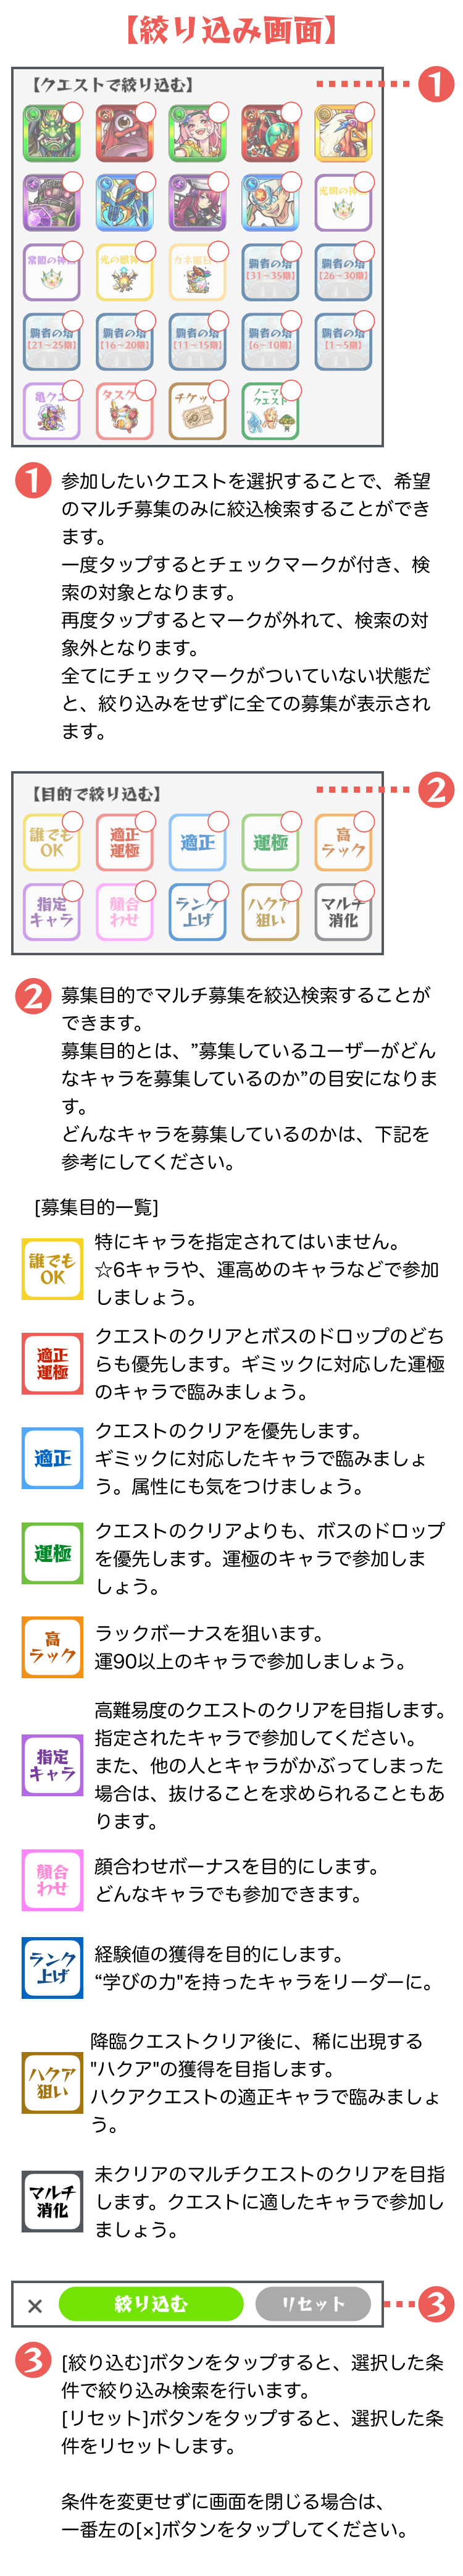 【絞り込み画面】
【クエストで絞り込む】
1
光明の神
常闇の神
光の獣神
カネ曜日
覇者の塔
【31→35期】
覇者の塔
【26→30期】
覇者の塔
【21→25期】
覇者の塔
【16→20期】
覇者の塔
【11→15期】
覇者の塔
【6→10期】
覇者の塔
【1→5期】
亀クエ
タスク
チケット
ノーマ
クエスト
1
参加したいクエストを選択することで、希望
のマルチ募集のみに絞込検索することができ
ます。
一度タップするとチェックマークが付き、検
索の対象となります。
再度タップするとマークが外れて、検索の対
象外となります。
全てにチェックマークがついていない状態だ
と、絞り込みをせずに全ての募集が表示され
ます。
【目的で絞り込む】
2
誰でも
OK
適正
運極
適正
運極
高
ラック
指定
キャラ
顔合
わせ
ランク
上げ
ハクア
狙い
マルチ
消化
2
募集目的でマルチ募集を絞込検索することが
できます。
募集目的とは、”募集しているユーザーがどん
なキャラを募集しているのか”の目安になりま
す。
どんなキャラを募集しているのかは、下記を
参考にしてください。
[募集目的一覧]
誰でも
OK
特にキャラを指定されてはいません。
☆6キャラや、運高めのキャラなどで参加
しましょう。
適正
運極
クエストのクリアとボスのドロップのどち
らも優先します。ギミックに対応した運極
のキャラで臨みましょう。
適正
クエストのクリアを優先します。
ギミックに対応したキャラで臨みましょ
う。属性にも気をつけましょう。
運極
クエストのクリアよりも、ボスのドロップ
を優先します。運極のキャラで参加しま
しょう。
高
ラック
ラックボーナスを狙います。
運90以上のキャラで参加しましょう。
指定
キャラ
高難易度のクエストのクリアを目指します。
指定されたキャラで参加してください。
また、他の人とキャラがかぶってしまった
場合は、抜けることを求められることもあ
ります。
顔合
わせ
顔合わせボーナスを目的にします。
どんなキャラでも参加できます。
ランク
上げ
経験値の獲得を目的にします。
“学びの力"を持ったキャラをリーダーに。
ハクア
狙い
降臨クエストクリア後に、稀に出現する
"ハクア"の獲得を目指します。
ハクアクエストの適正キャラで臨みましょ
う。
マルチ
消化
未クリアのマルチクエストのクリアを目指
します。クエストに適したキャラで参加し
ましょう。
× 絞り込む リセット
3
3
[絞り込む]ボタンをタップすると、選択した条
件で絞り込み検索を行います。
[リセット]ボタンをタップすると、選択した条
件をリセットします。
条件を変更せずに画面を閉じる場合は、
一番左の[×]ボタンをタップしてください。